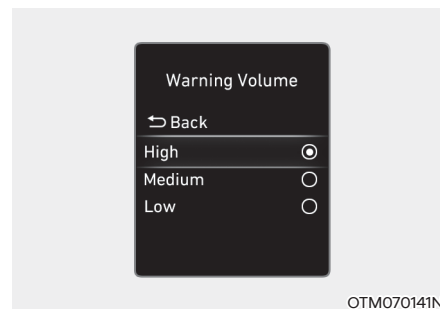 Warning Volume
Back
High
Medium
Low
OTM070141N